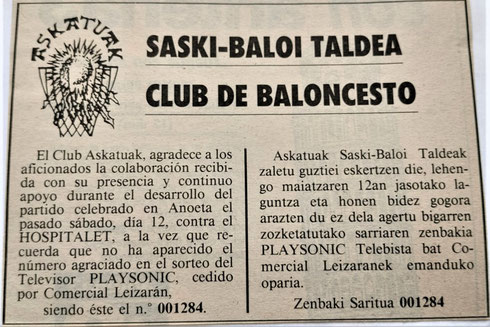 ASKATUAK
SASKI-BALOI TALDEA
CLUB DE BALONCESTO
El Club Askatuak, agradece a los
aficionados la colaboración recibi-
da con su presencia y continuo
apoyo durante el desarrollo del
partido celebrado en Anoeta el
pasado sábado, día 12, contra el
HOSPITALET, a la vez que re-
cuerda que no ha aparecido el
número agraciado en el sorteo del
Televisor PLAYSONIC, cedido
por Comercial Leizarán,
siendo éste el n.° 001284.
Askatuak Saski-Baloi Taldeak
zaletu guztiei eskertzen die, lehen-
go maiatzaren 12an jasotako la-
guntza eta honen bidez gogora
arazten du ez dela agertu bigarren
zozketatutako sarriaren zenbakia
PLAYSONIC Telebista bat Co-
mercial Leizaranek emanduko
oparia.
Zenbaki Saritua 001284